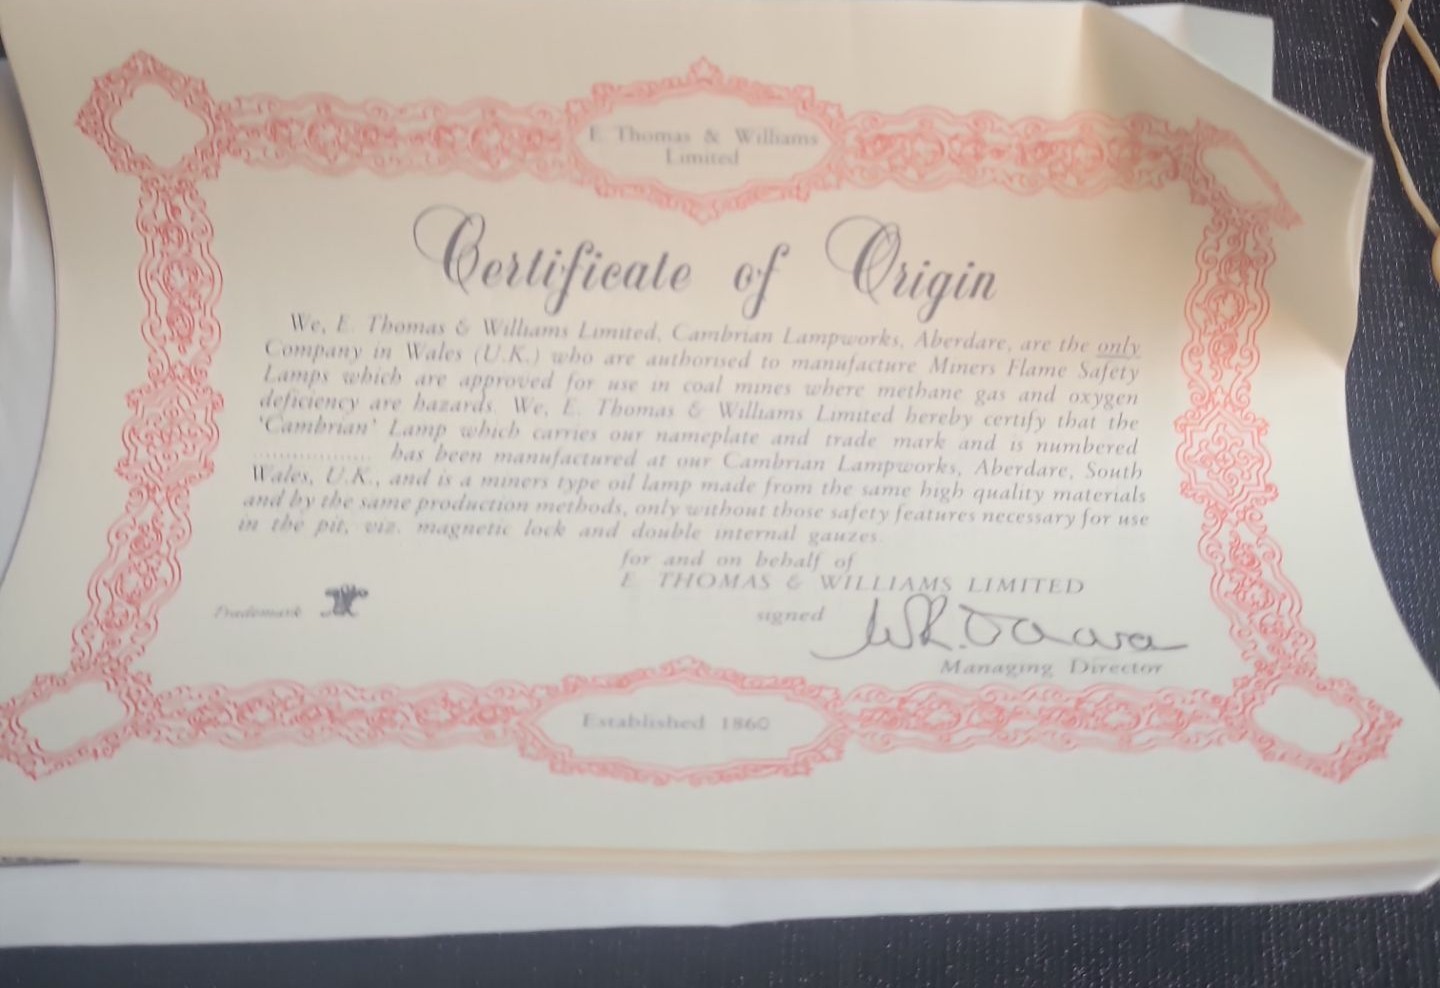 E. Thomas & Williams
Limited
Certificate of Origin
We, E. Thomas & Williams Limited, Cambrian Lampworks, Aberdare, are the only
Company in Wales (U.K.) who are authorised to manufacture Miners Flame Safety
Lamps which are approved for use in coal mines where methane gas and oxygen
deficiency are hazards. We, E. Thomas & Williams Limited hereby certify that the
'Cambrian' Lamp which carries our nameplate and trade mark and is numbered
.................... has been manufactured at our Cambrian Lampworks, Aberdare, South
Wales, U.K., and is a miners type oil lamp made from the same high quality materials
and by the same production methods, only without those safety features necessary for use
in the pit, viz. magnetic lock and double internal gauzes.
for and on behalf of
E. THOMAS & WILLIAMS LIMITED
Trademark
signed
Managing Director
Established 1860